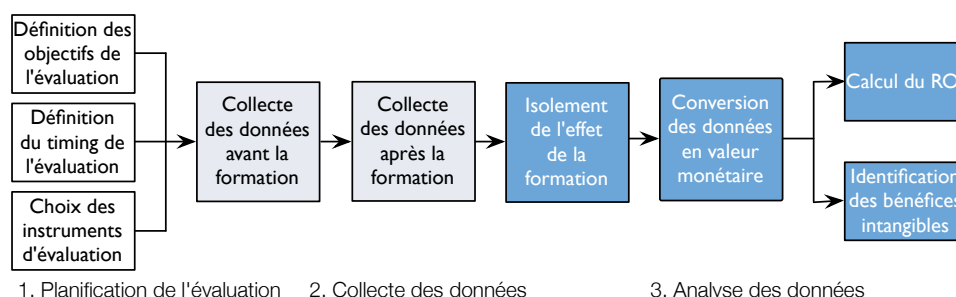 Définition des
objectifs de
l'évaluation
Définition
du timing de
l'évaluation
Choix des
instruments
d'évaluation
Collecte
des données
avant la
formation
Collecte
des données
après la
formation
Isolement
de l'effet
de la
formation
Conversion
des données
en valeur
monétaire
Calcul du RO
Identification
des bénéfices
intangibles
1. Planification de l'évaluation
2. Collecte des données
3. Analyse des données